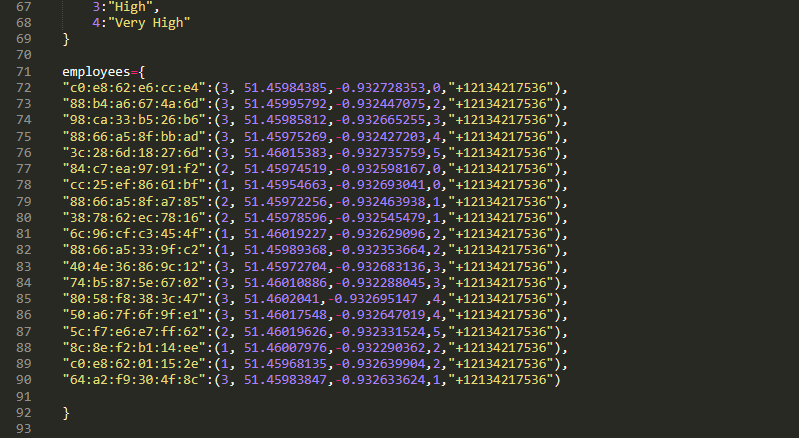 67 3:"High",
68 4:"Very High"
69 }
70
71 employees={
72 "c0:e8:62:e6:cc:e4":(3, 51.45984385,-0.932728353,0,"+12134217536"),
73 "88:b4:a6:67:4a:6d":(3, 51.45995792,-0.932447075,2,"+12134217536"),
74 "98:ca:33:b5:26:b6":(3, 51.45985812,-0.932665255,3,"+12134217536"),
75 "88:66:a5:8f:bb:ad":(3, 51.45975269,-0.932427203,4,"+12134217536"),
76 "3c:28:6d:18:27:6d":(3, 51.46015383,-0.932735759,5,"+12134217536"),
77 "84:c7:ea:97:91:f2":(2, 51.45974519,-0.932598167,0,"+12134217536"),
78 "cc:25:ef:86:61:bf":(1, 51.45954663,-0.932693041,0,"+12134217536"),
79 "88:66:a5:8f:a7:85":(2, 51.45972256,-0.932463938,1,"+12134217536"),
80 "38:78:62:ec:78:16":(2, 51.45978596,-0.932545479,1,"+12134217536"),
81 "6c:96:cf:c3:45:4f":(1, 51.46019227,-0.932629096,2,"+12134217536"),
82 "88:66:a5:33:9f:c2":(1, 51.45989368,-0.932353664,2,"+12134217536"),
83 "40:4e:36:86:9c:12":(3, 51.45972704,-0.932683136,3,"+12134217536"),
84 "74:b5:87:5e:67:02":(3, 51.46010886,-0.932288045,3,"+12134217536"),
85 "80:58:f8:38:3c:47":(3, 51.4602041,-0.932695147 ,4,"+12134217536"),
86 "50:a6:7f:6f:9f:e1":(3, 51.46017548,-0.932647019,4,"+12134217536"),
87 "5c:f7:e6:e7:ff:62":(2, 51.46019626,-0.932331524,5,"+12134217536"),
88 "8c:8e:f2:b1:14:ee":(1, 51.46007976,-0.932290362,2,"+12134217536"),
89 "c0:e8:62:01:15:2e":(1, 51.45968135,-0.932639904,2,"+12134217536"),
90 "64:a2:f9:30:4f:8c":(3, 51.45983847,-0.932633624,1,"+12134217536")
91
92 }
93